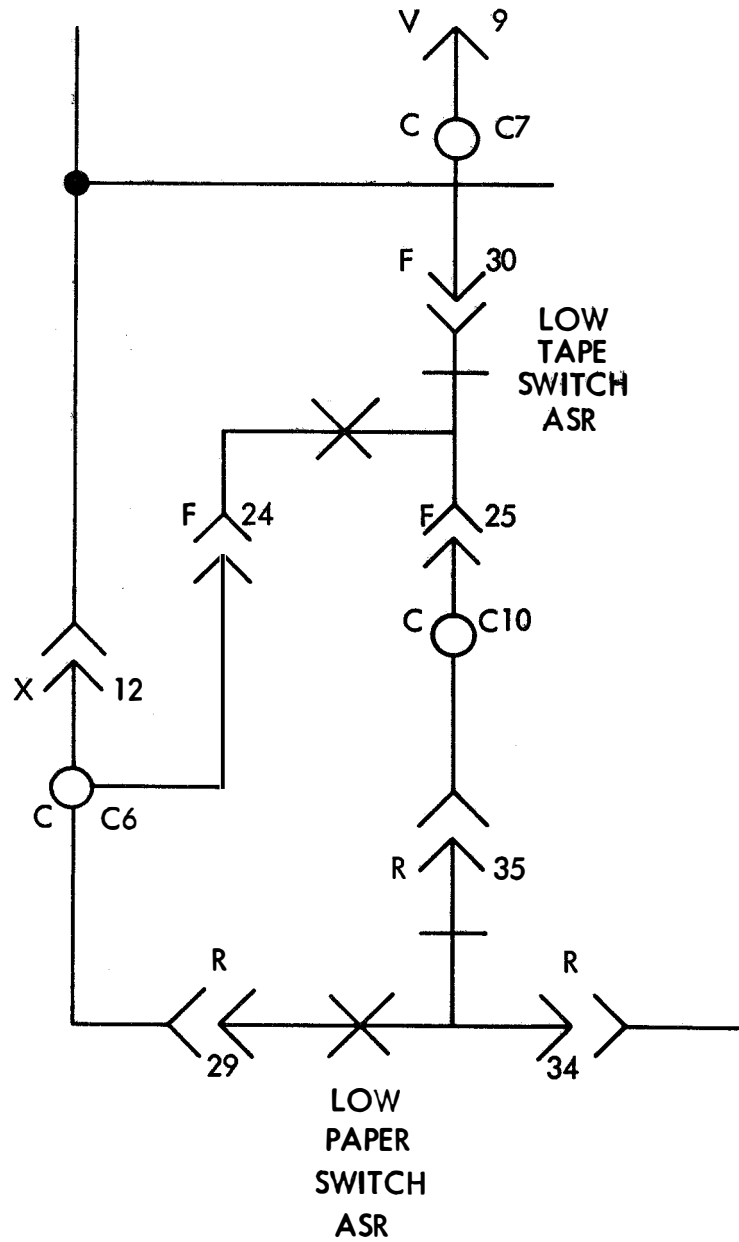 V 9
C C7
F 30
LOW
TAPE
SWITCH
ASR
F 24
F 25
C C10
X 12
C C6
R 35
R
R
29
34
LOW
PAPER
SWITCH
ASR